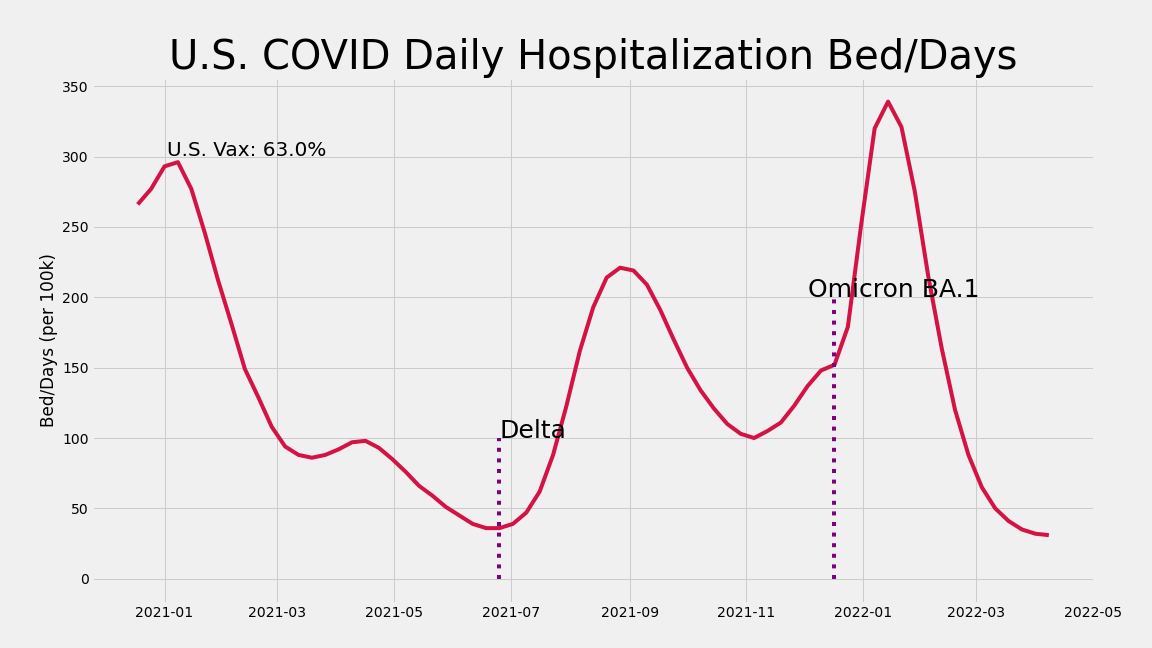 U.S. COVID Daily Hospitalization Bed/Days
350
U.S. Vax: 63.0%
300
250
Omicron BA.1
200
150
Delta
100
50
0
Bed/Days (per 100k)
2021-01 2021-03 2021-05 2021-07 2021-09 2021-11 2022-01 2022-03 2022-05